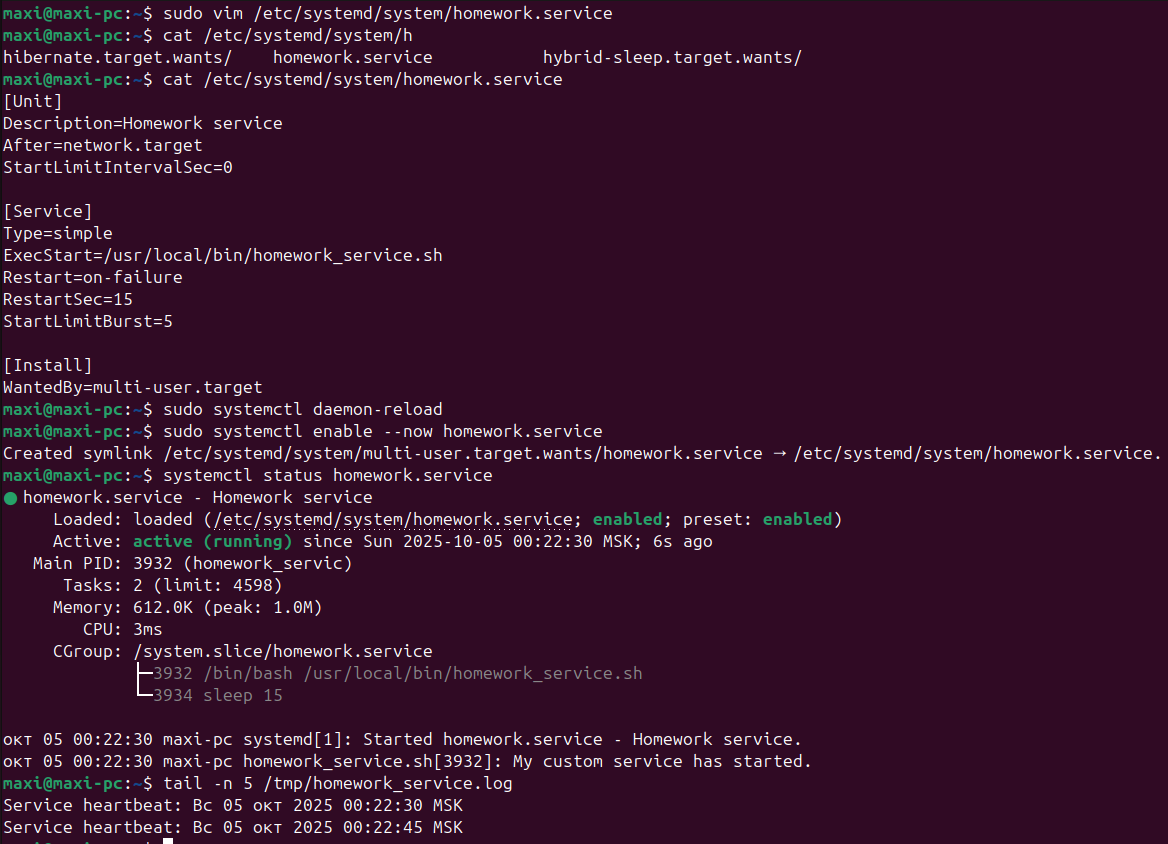 maxi@maxi-pc:~$ sudo vim /etc/systemd/system/homework.service
maxi@maxi-pc:~$ cat /etc/systemd/system/h
hibernate.target.wants/    homework.service           hybrid-sleep.target.wants/
maxi@maxi-pc:~$ cat /etc/systemd/system/homework.service
[Unit]
Description=Homework service
After=network.target
StartLimitIntervalSec=0

[Service]
Type=simple
ExecStart=/usr/local/bin/homework_service.sh
Restart=on-failure
RestartSec=15
StartLimitBurst=5

[Install]
WantedBy=multi-user.target
maxi@maxi-pc:~$ sudo systemctl daemon-reload
maxi@maxi-pc:~$ sudo systemctl enable --now homework.service
Created symlink /etc/systemd/system/multi-user.target.wants/homework.service → /etc/systemd/system/homework.service.
maxi@maxi-pc:~$ systemctl status homework.service
● homework.service - Homework service
     Loaded: loaded (/etc/systemd/system/homework.service; enabled; preset: enabled)
     Active: active (running) since Sun 2025-10-05 00:22:30 MSK; 6s ago
   Main PID: 3932 (homework_servic)
      Tasks: 2 (limit: 4598)
     Memory: 612.0K (peak: 1.0M)
        CPU: 3ms
     CGroup: /system.slice/homework.service
             ├─3932 /bin/bash /usr/local/bin/homework_service.sh
             └─3934 sleep 15

окт 05 00:22:30 maxi-pc systemd[1]: Started homework.service - Homework service.
окт 05 00:22:30 maxi-pc homework_service.sh[3932]: My custom service has started.
maxi@maxi-pc:~$ tail -n 5 /tmp/homework_service.log
Service heartbeat: Вс 05 окт 2025 00:22:30 MSK
Service heartbeat: Вс 05 окт 2025 00:22:45 MSK